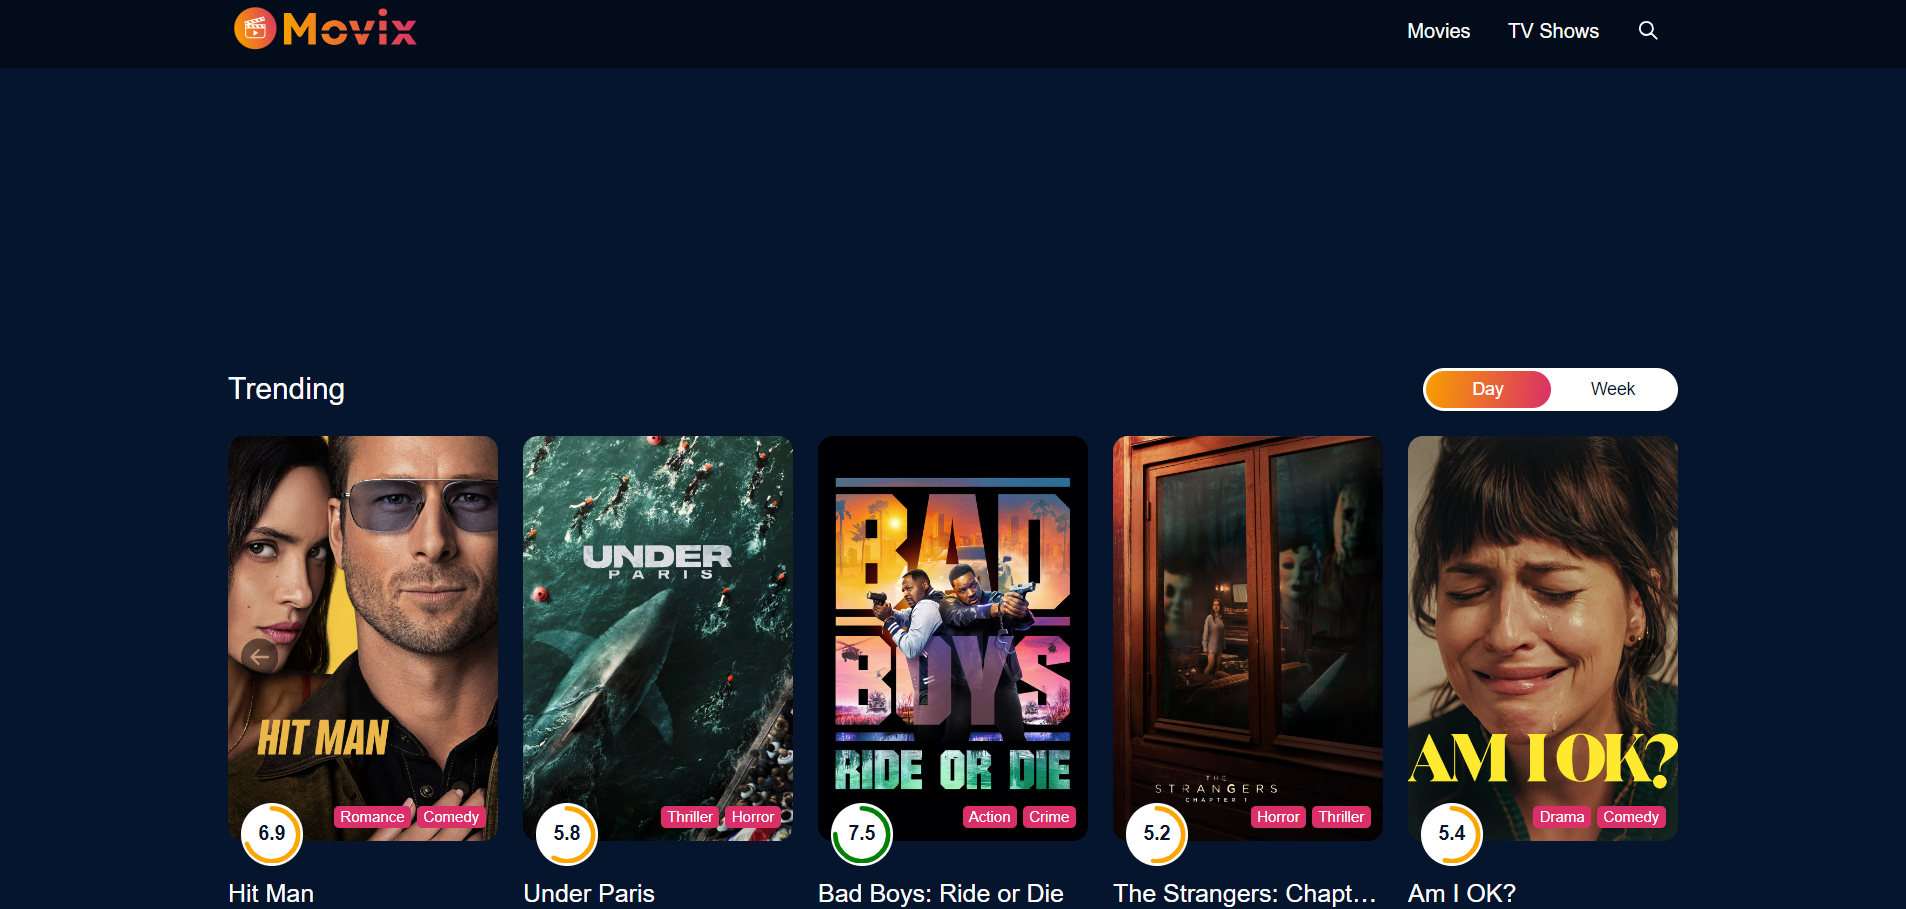 Movix
Movies
TV Shows
Trending
Day
Week
HIT MAN
6.9
Romance
Comedy
Hit Man
UNDER
PARIS
5.8
Thriller
Horror
Under Paris
BAD
BOYS
RIDE OR DIE
7.5
Action
Crime
Bad Boys: Ride or Die
THE
STRANGERS
CHAPTER 1
5.2
Horror
Thriller
The Strangers: Chapt...
AM I OK?
5.4
Drama
Comedy
Am I OK?